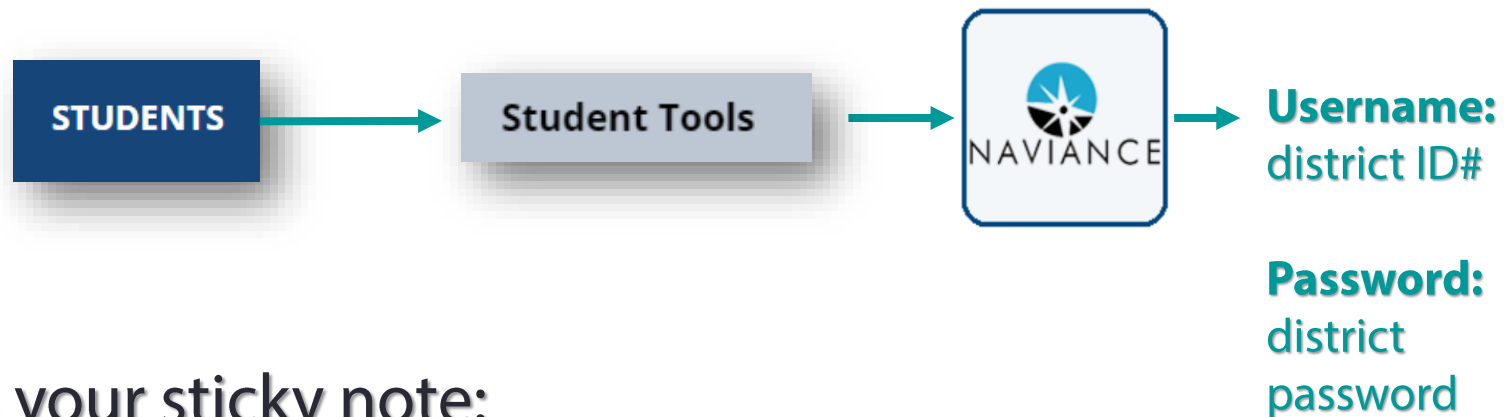 STUDENTS
Student Tools
NAVIANCE
Username:
district ID#
Password:
district
password
your sticky note: